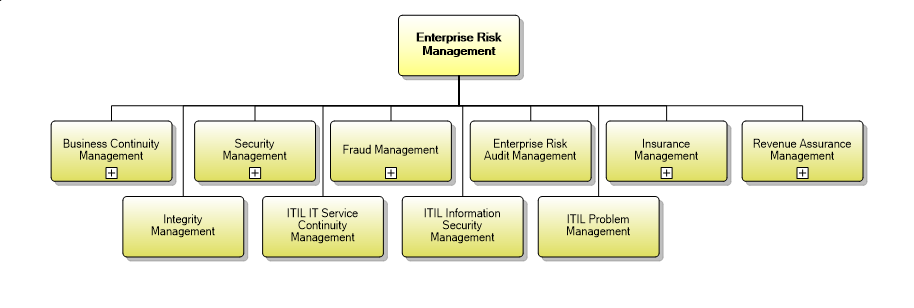 Enterprise Risk
Management
Business Continuity
Management
Security
Management
Fraud Management
Enterprise Risk
Audit Management
Insurance
Management
Revenue Assurance
Management
Integrity
Management
ITIL IT Service
Continuity
Management
ITIL Information
Security
Management
ITIL Problem
Management